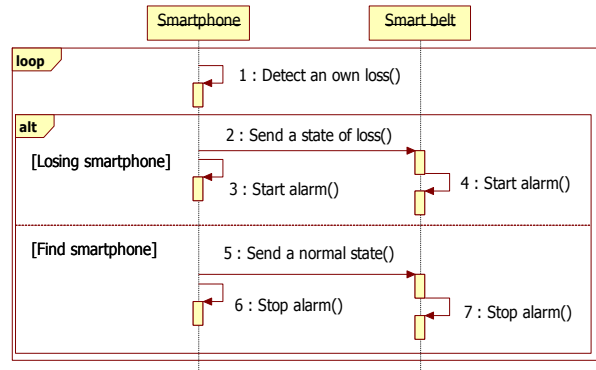 Smartphone
Smart belt
loop
1 : Detect an own loss()
alt
2 : Send a state of loss()
[Losing smartphone]
3 : Start alarm()
4 : Start alarm()
[Find smartphone]
5 : Send a normal state()
6 : Stop alarm()
7 : Stop alarm()